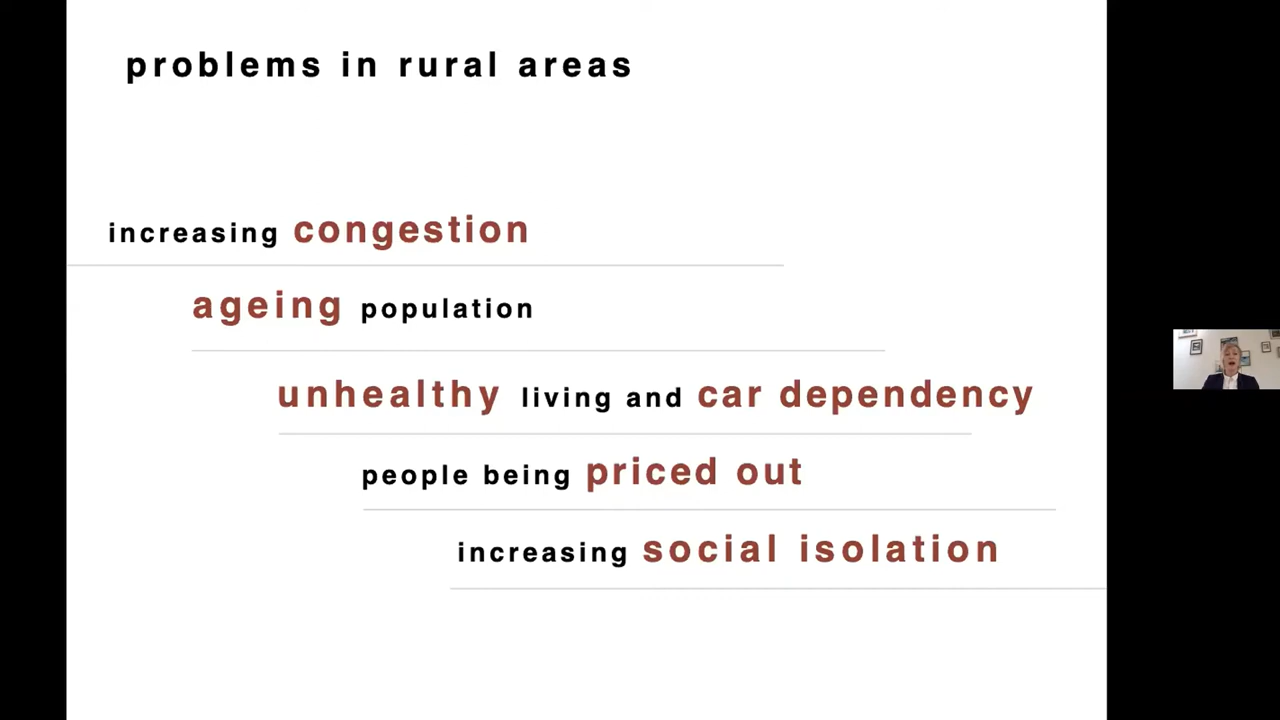 problems in rural areas
increasing congestion
ageing population
unhealthy living and car dependency
people being priced out
increasing social isolation